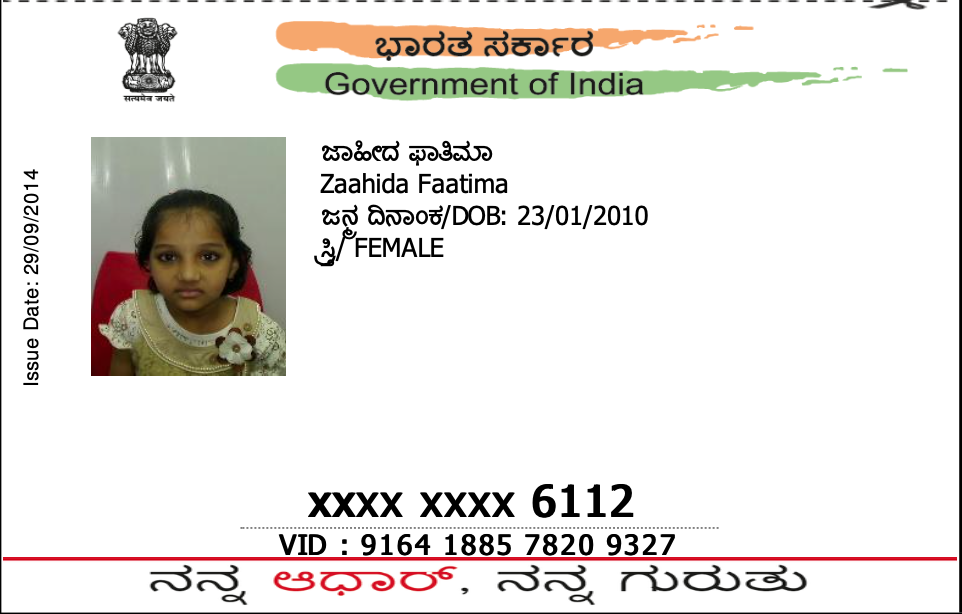 ಭಾರತ ಸರ್ಕಾರ
Government of India
सत्यमेव जयते
Issue Date: 29/09/2014
ಜಾಹೀದ ಫಾತಿಮಾ
Zaahida Faatima
ಜನ್ಮ ದಿನಾಂಕ/DOB: 23/01/2010
ಸ್ತ್ರಿ/ FEMALE
xxxx xxxx 6112
VID : 9164 1885 7820 9327
ನನ್ನ ಆಧಾರ್, ನನ್ನ ಗುರುತು